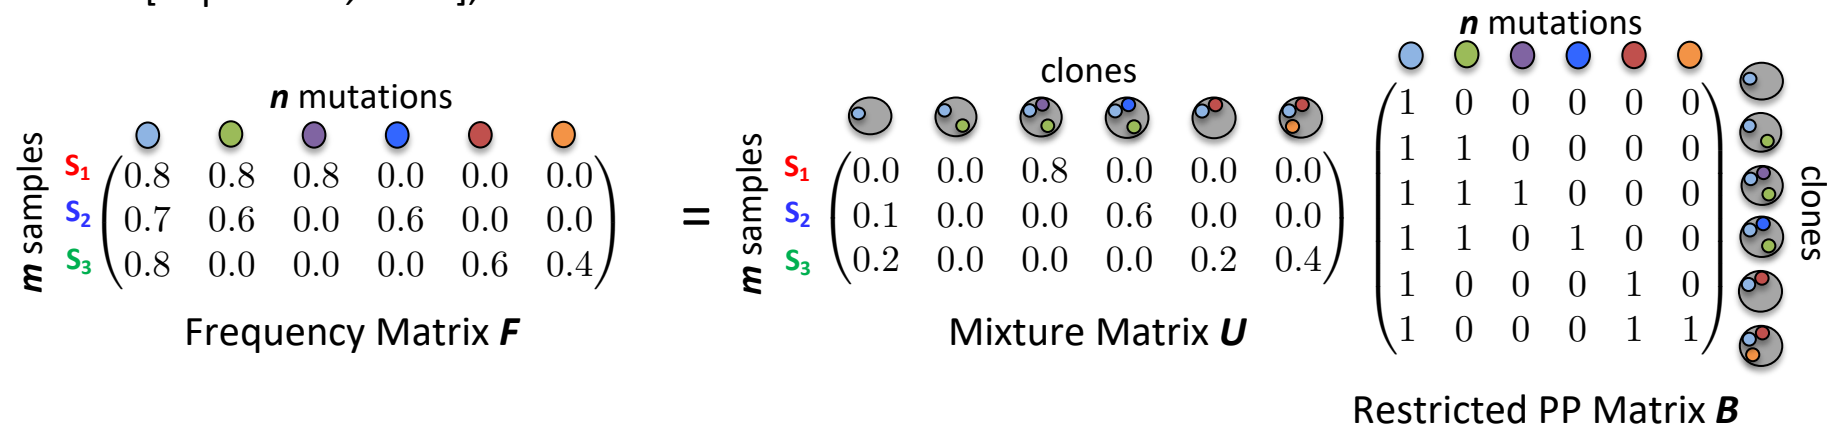 n mutations
m samples
S1 0.8 0.8 0.8 0.0 0.0 0.0
S2 0.7 0.6 0.0 0.6 0.0 0.0
S3 0.8 0.0 0.0 0.0 0.6 0.4
Frequency Matrix F
=
clones
m samples
S1 0.0 0.0 0.8 0.0 0.0 0.0
S2 0.1 0.0 0.0 0.6 0.0 0.0
S3 0.2 0.0 0.0 0.0 0.2 0.4
Mixture Matrix U
n mutations
1 0 0 0 0 0
1 1 0 0 0 0
1 1 1 0 0 0
1 1 0 1 0 0
1 0 0 0 1 0
1 0 0 0 1 1
clones
Restricted PP Matrix B